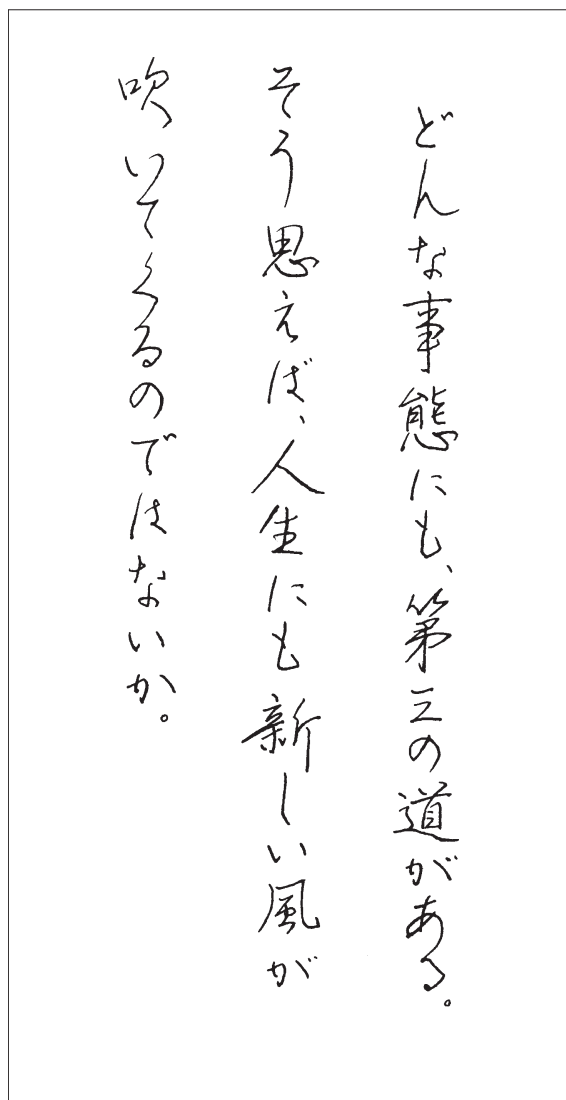 どんな事態にも、第三の道がある。
そう思えば、人生にも新しい風が
吹いてくるのではないか。